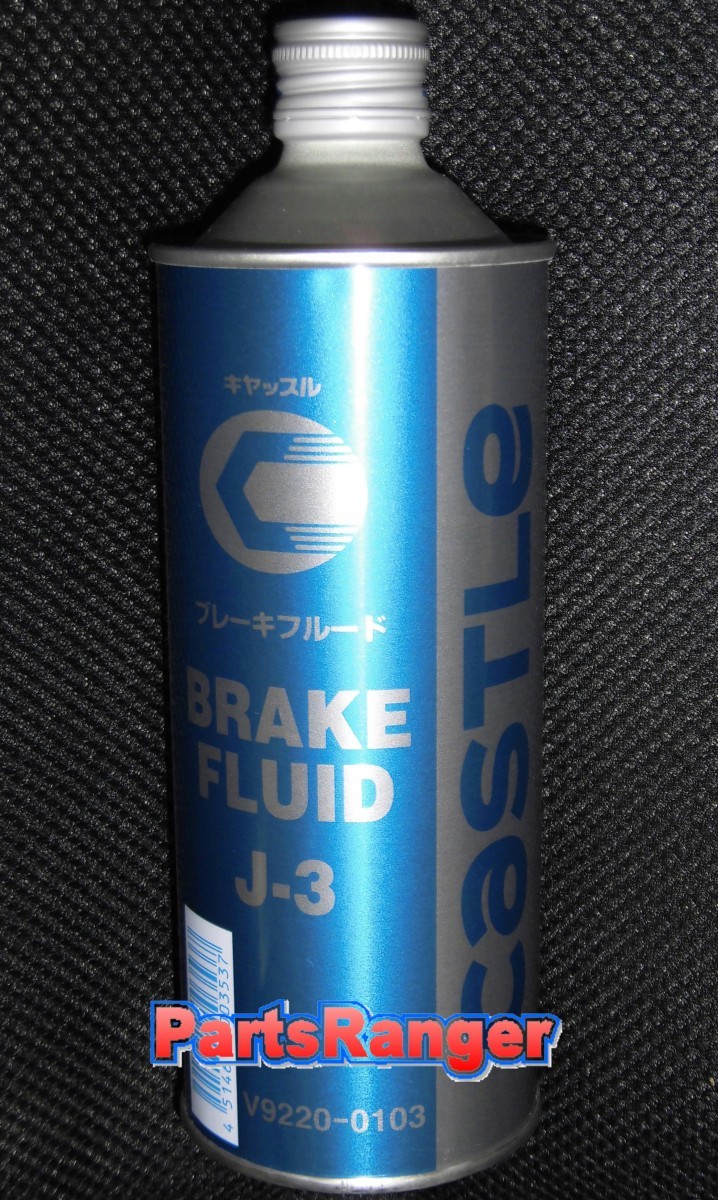 キャッスル
ブレーキフルード
BRAKE
FLUID
J-3
caSTLe
PartsRanger
V9220-0103